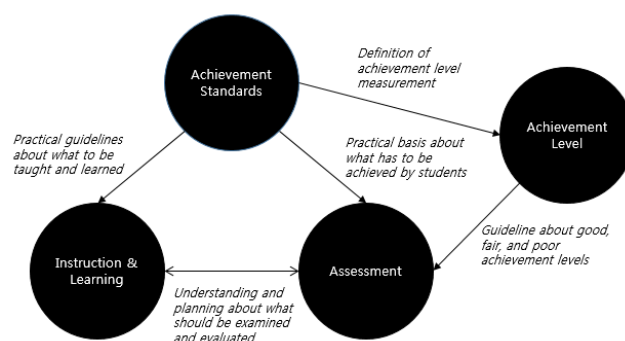 Achievement
Standards
Definition of
achievement level
measurement
Achievement
Level
Practical guidelines
about what to be
taught and learned
Practical basis about
what has to be
achieved by students
Guideline about good,
fair, and poor
achievement levels
Instruction &
Learning
Assessment
Understanding and
planning about what
should be examined
and evaluated